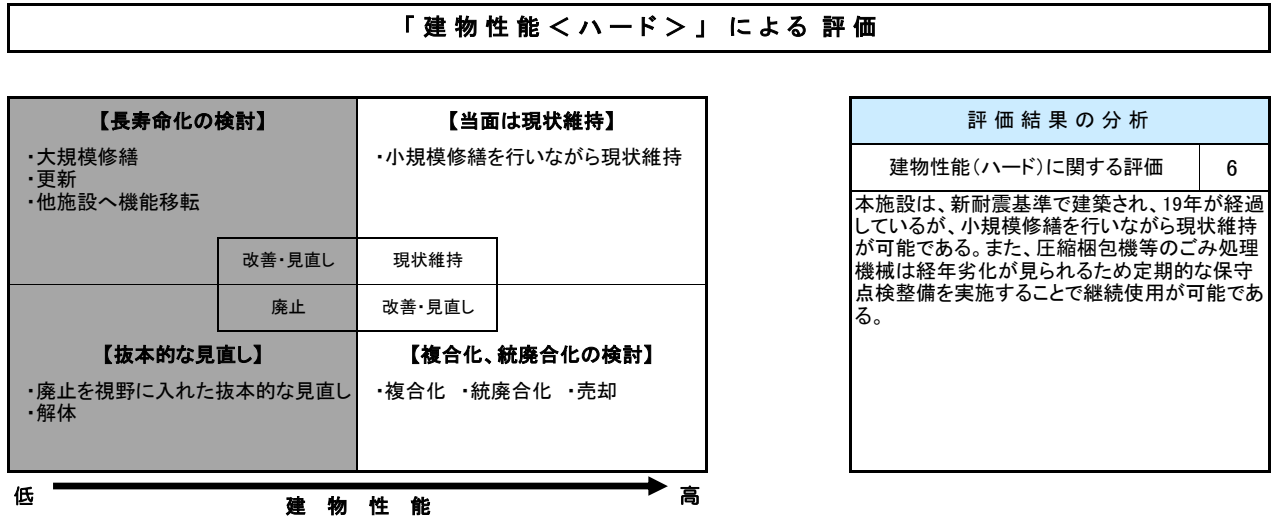 「建物性能＜ハード＞」による評価
【長寿命化の検討】
・大規模修繕
・更新
・他施設へ機能移転
【当面は現状維持】
・小規模修繕を行いながら現状維持
改善・見直し
現状維持
廃止
改善・見直し
【抜本的な見直し】
・廃止を視野に入れた抜本的な見直し
・解体
【複合化、統廃合化の検討】
・複合化 ・統廃合化 ・売却
低
建物性能
高
評価結果の分析
建物性能（ハード）に関する評価 6
本施設は、新耐震基準で建築され、19年が経過
しているが、小規模修繕を行いながら現状維持
が可能である。また、圧縮梱包機等のごみ処理
機械は経年劣化が見られるため定期的な保守
点検整備を実施することで継続使用が可能であ
る。